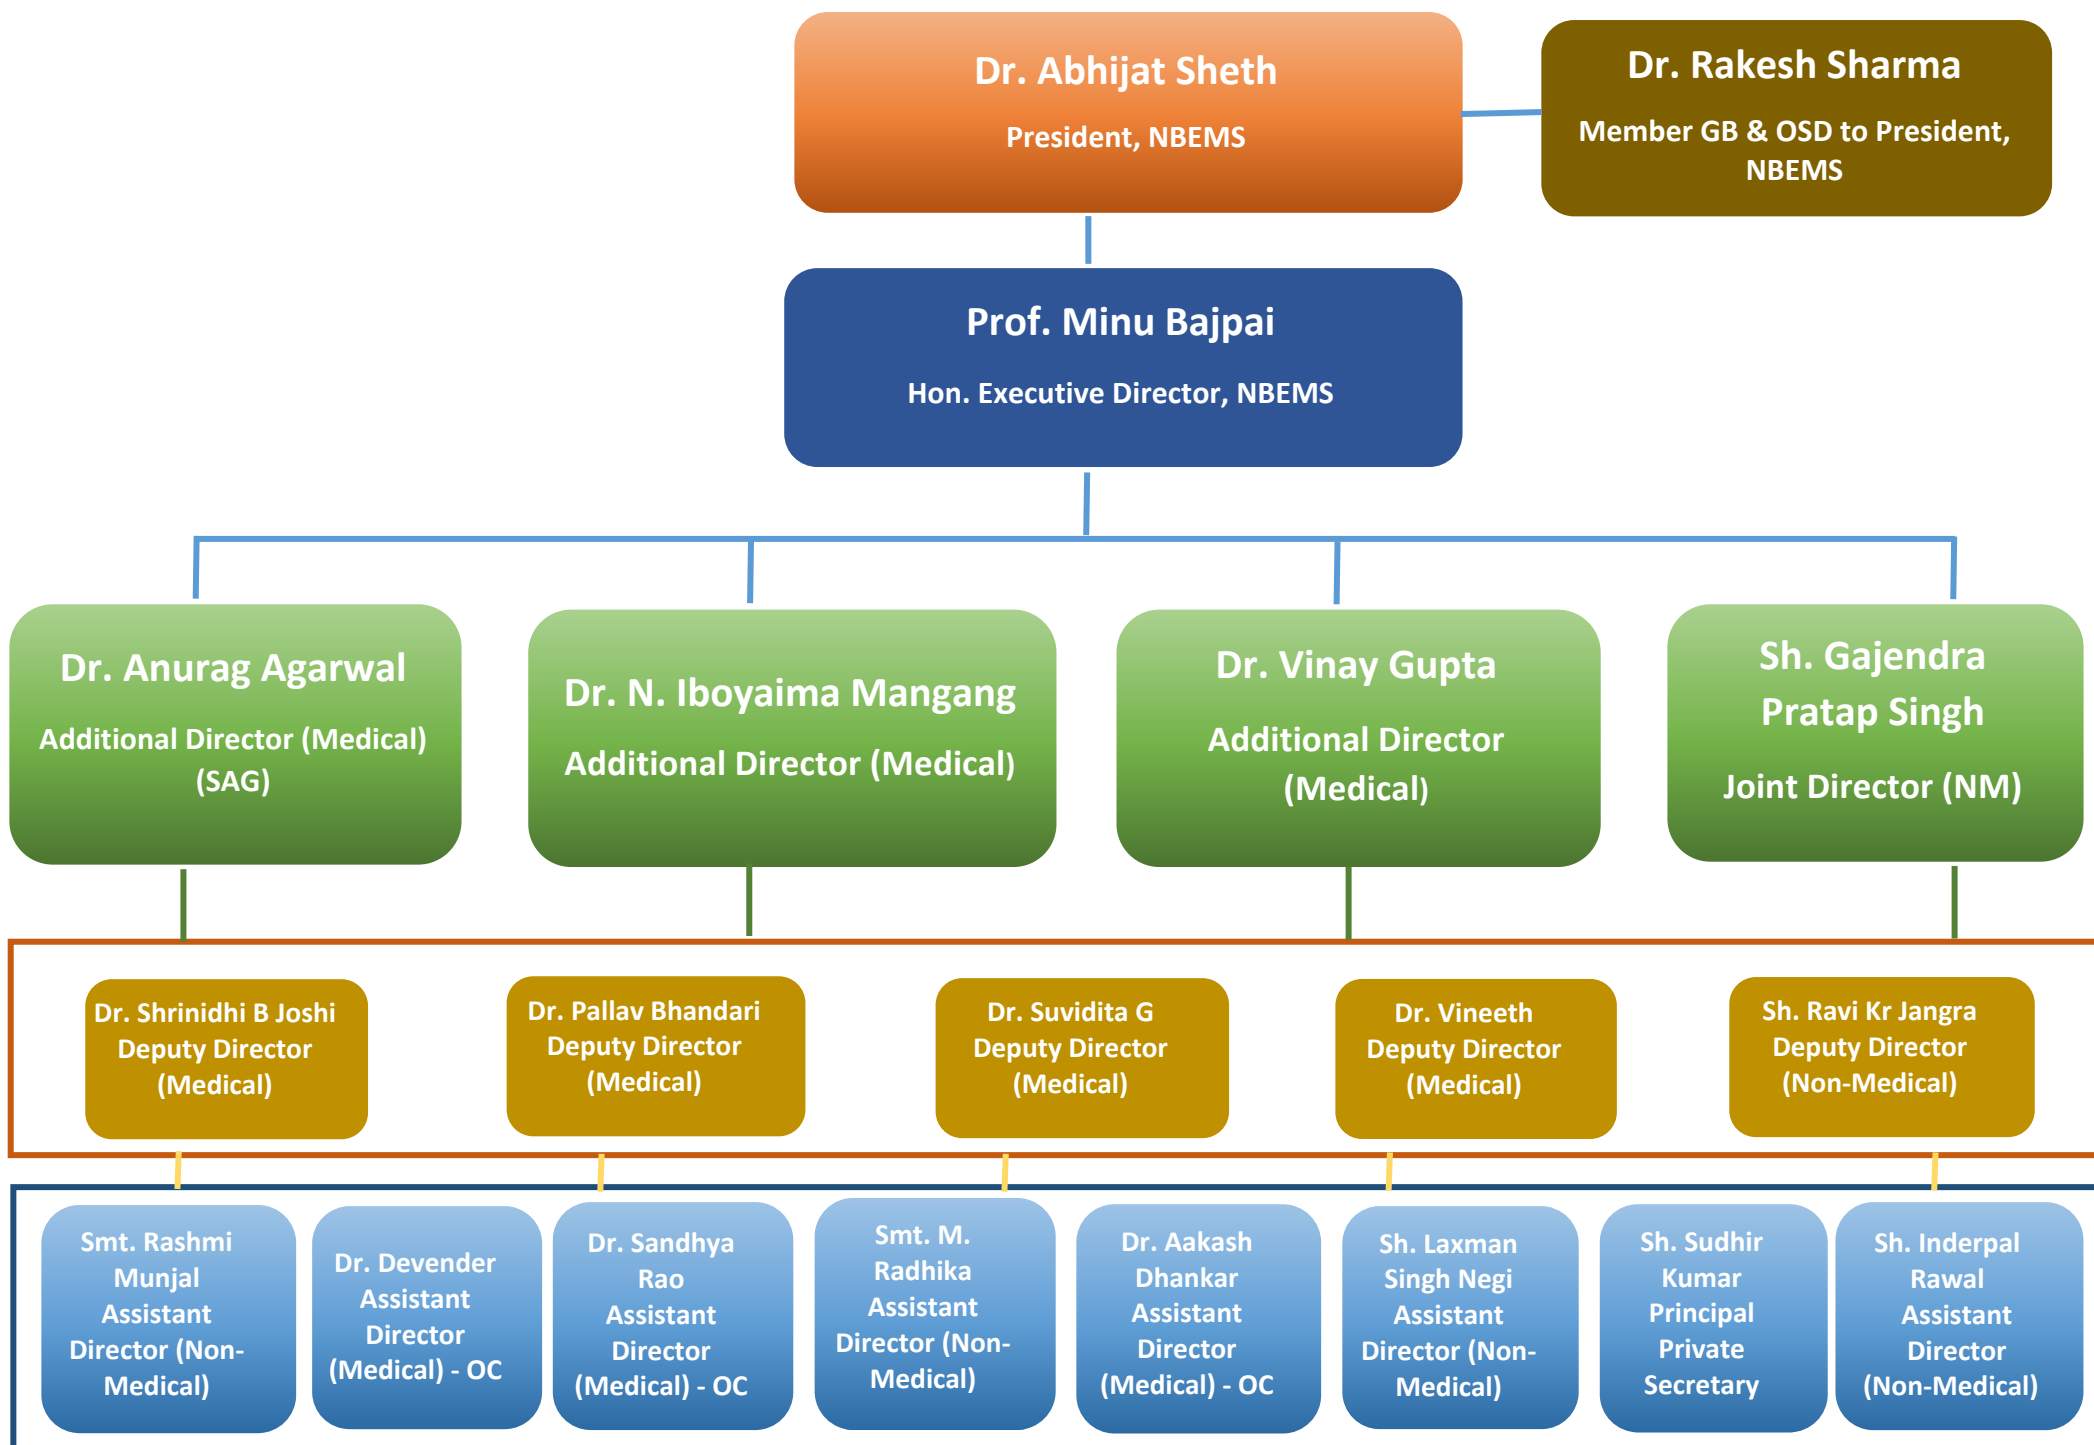 Dr. Abhijat Sheth
President, NBEMS
Dr. Rakesh Sharma
Member GB & OSD to President,
NBEMS
Prof. Minu Bajpai
Hon. Executive Director, NBEMS
Dr. Anurag Agarwal
Additional Director (Medical)
(SAG)
Dr. N. Iboyaima Mangang
Additional Director (Medical)
Dr. Vinay Gupta
Additional Director
(Medical)
Sh. Gajendra
Pratap Singh
Joint Director (NM)
Dr. Shrinidhi B Joshi
Deputy Director
(Medical)
Dr. Pallav Bhandari
Deputy Director
(Medical)
Dr. Suvidita G
Deputy Director
(Medical)
Dr. Vineeth
Deputy Director
(Medical)
Sh. Ravi Kr Jangra
Deputy Director
(Non-Medical)
Smt. Rashmi
Munjal
Assistant
Director (Non-
Medical)
Dr. Devender
Assistant
Director
(Medical) - OC
Dr. Sandhya
Rao
Assistant
Director
(Medical) - OC
Smt. M.
Radhika
Assistant
Director (Non-
Medical)
Dr. Aakash
Dhankar
Assistant
Director
(Medical) - OC
Sh. Laxman
Singh Negi
Assistant
Director (Non-
Medical)
Sh. Sudhir
Kumar
Principal
Private
Secretary
Sh. Inderpal
Rawal
Assistant
Director
(Non-Medical)